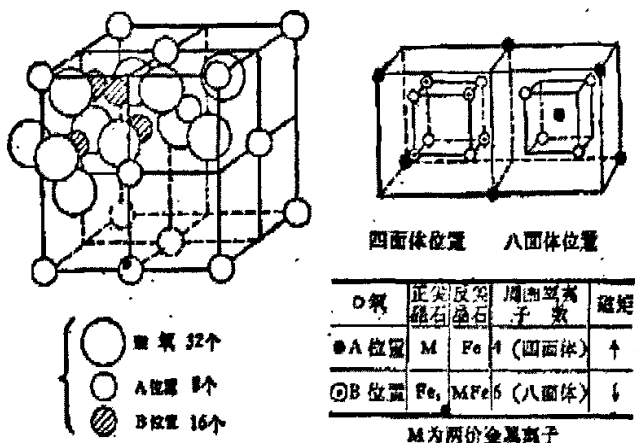 四面体位置 八面体位置
O氧 正尖晶石 反尖晶石 周围氧离子数 磁矩
A位置 M Fe 4 (四面体) ↑
B位置 Fe₂ MFe 6 (八面体) ↓
M为两价金属离子
氧 32个
A位置 8个
B位置 16个